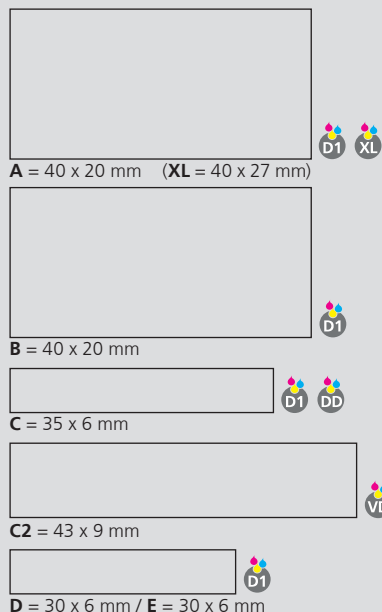 D1 XL
A = 40 x 20 mm (XL = 40 x 27 mm)
D1
B = 40 x 20 mm
D1 DD
C = 35 x 6 mm
C2 = 43 x 9 mm
D1
D = 30 x 6 mm / E = 30 x 6 mm